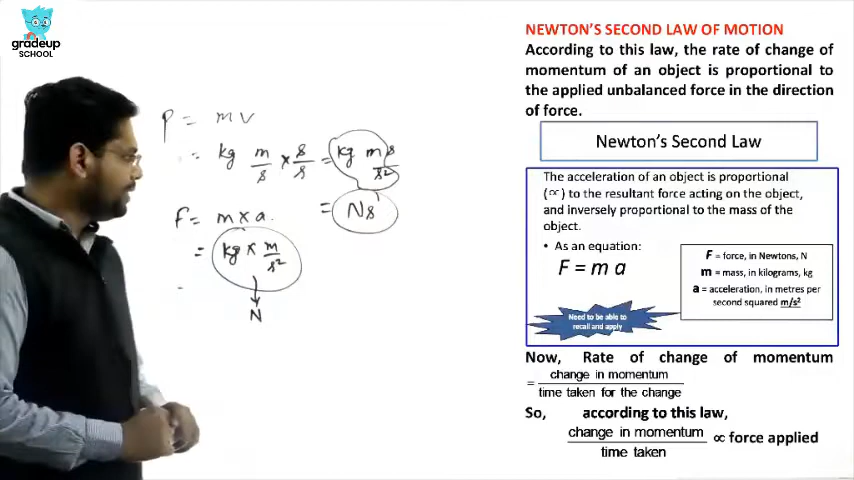 gradeup
SCHOOL
P = mv
= kg m/s × s/s = kg m s/s²
= Ns
F = m × a.
= kg × m/s²
N
NEWTON'S SECOND LAW OF MOTION
According to this law, the rate of change of
momentum of an object is proportional to
the applied unbalanced force in the direction
of force.
Newton's Second Law
The acceleration of an object is proportional
(∝) to the resultant force acting on the object,
and inversely proportional to the mass of the
object.
• As an equation:
F = m a
F = force, in Newtons, N
m = mass, in kilograms, kg
a = acceleration, in metres per
second squared m/s²
Need to be able to
recall and apply
Now, Rate of change of momentum
= change in momentum
time taken for the change
So, according to this law,
change in momentum
∝ force applied
time taken